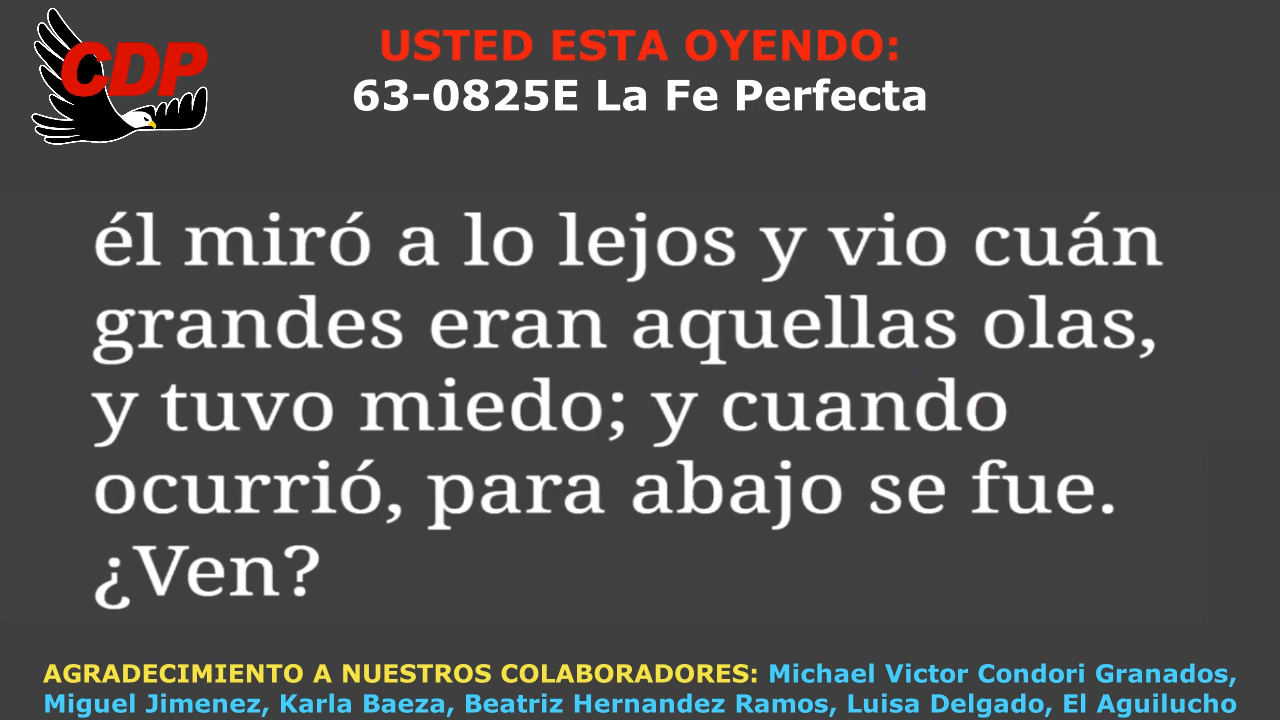 CDP
USTED ESTA OYENDO:
63-0825E La Fe Perfecta
él miró a lo lejos y vio cuán
grandes eran aquellas olas,
y tuvo miedo; y cuando
ocurrió, para abajo se fue.
¿Ven?
AGRADECIMIENTO A NUESTROS COLABORADORES: Michael Victor Condori Granados,
Miguel Jimenez, Karla Baeza, Beatriz Hernandez Ramos, Luisa Delgado, El Aguilucho